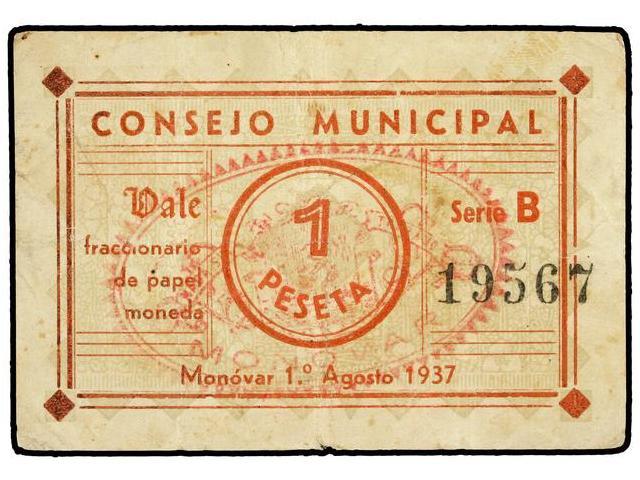 CONSEJO MUNICIPAL
Vale
fraccionario
de papel
moneda
1
PESETA
Serie B
19567
Monóvar 1.º Agosto 1937